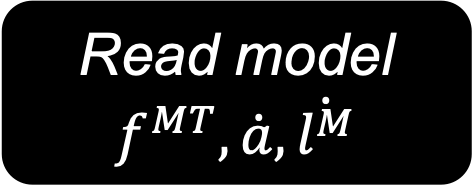 Read model
f^{MT}, ȧ, l^{Ṁ}